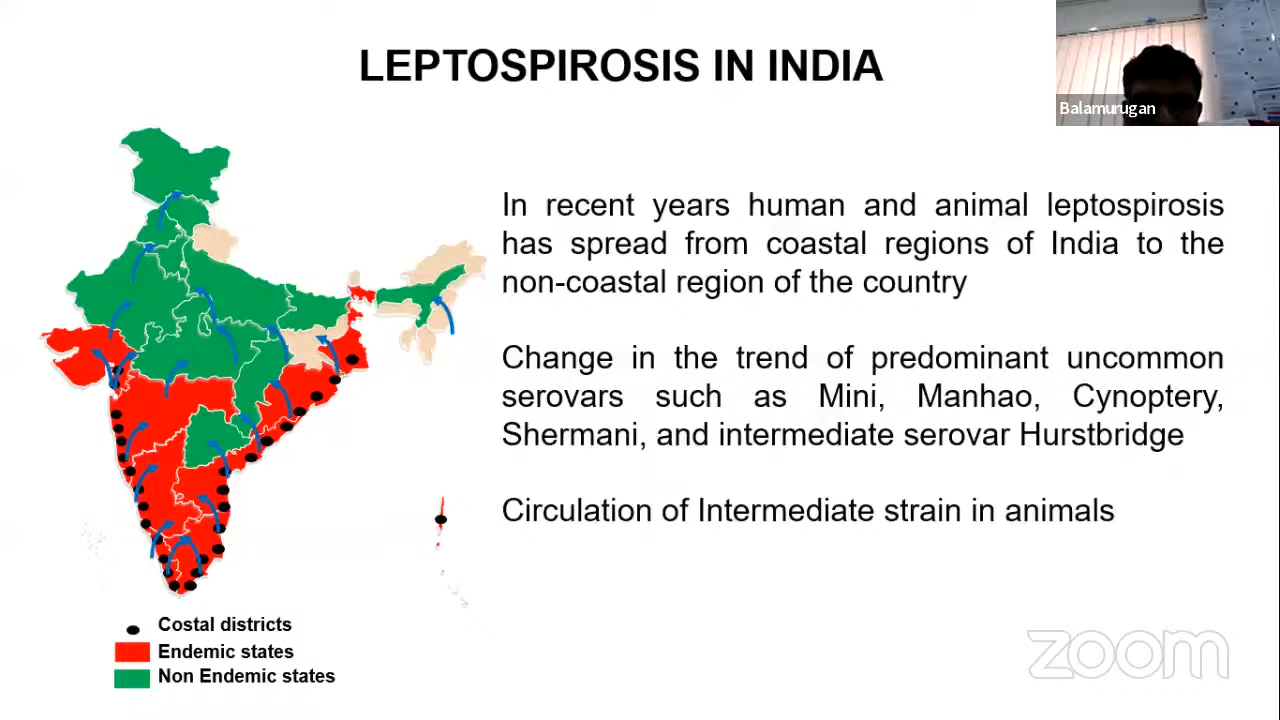 LEPTOSPIROSIS IN INDIA
Balamurugan
In recent years human and animal leptospirosis
has spread from coastal regions of India to the
non-coastal region of the country
Change in the trend of predominant uncommon
serovars such as Mini, Manhao, Cynoptery,
Shermani, and intermediate serovar Hurstbridge
Circulation of Intermediate strain in animals
Costal districts
Endemic states
Non Endemic states
zoom